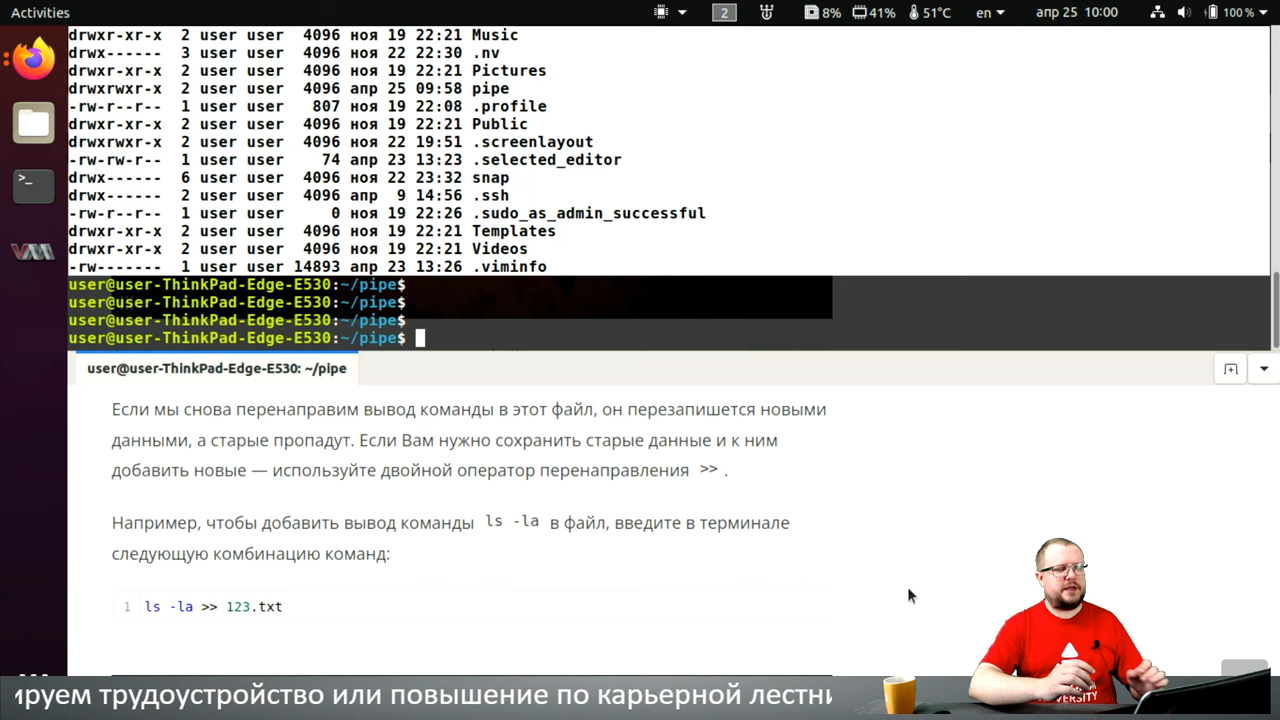 Activities
2
8%
41%
51°C
en
апр 25 10:00
100 %
drwxr-xr-x 2 user user 4096 ноя 19 22:21 Music
drwx------ 3 user user 4096 ноя 22 22:30 .nv
drwxr-xr-x 2 user user 4096 ноя 19 22:21 Pictures
drwxrwxr-x 2 user user 4096 апр 25 09:58 pipe
-rw-r--r-- 1 user user 807 ноя 19 22:08 .profile
drwxr-xr-x 2 user user 4096 ноя 19 22:21 Public
drwxrwxr-x 2 user user 4096 ноя 22 19:51 .screenlayout
-rw-rw-r-- 1 user user 74 апр 23 13:23 .selected_editor
drwx------ 6 user user 4096 ноя 22 23:32 snap
drwx------ 2 user user 4096 апр 9 14:56 .ssh
-rw-r--r-- 1 user user 0 ноя 19 22:26 .sudo_as_admin_successful
drwxr-xr-x 2 user user 4096 ноя 19 22:21 Templates
drwxr-xr-x 2 user user 4096 ноя 19 22:21 Videos
-rw------- 1 user user 14893 апр 23 13:26 .viminfo
user@user-ThinkPad-Edge-E530:~/pipe$
user@user-ThinkPad-Edge-E530:~/pipe$
user@user-ThinkPad-Edge-E530:~/pipe$
user@user-ThinkPad-Edge-E530:~/pipe$
user@user-ThinkPad-Edge-E530: ~/pipe
Если мы снова перенаправим вывод команды в этот файл, он перезапишется новыми
данными, а старые пропадут. Если Вам нужно сохранить старые данные и к ним
добавить новые — используйте двойной оператор перенаправления >> .
Например, чтобы добавить вывод команды ls -la в файл, введите в терминале
следующую комбинацию команд:
1 ls -la >> 123.txt
ируем трудоустройство или повышение по карьерной лестни